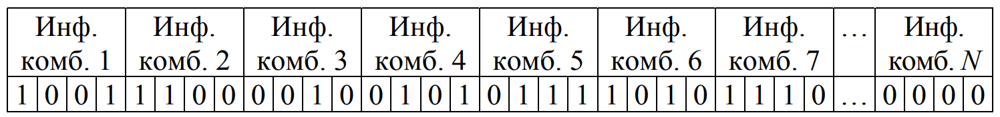 Инф. Инф. Инф. Инф. Инф. Инф. Инф. … Инф.
комб. 1 комб. 2 комб. 3 комб. 4 комб. 5 комб. 6 комб. 7 комб. N
1 0 0 1 1 1 0 0 0 0 1 0 0 1 0 1 0 1 1 1 1 0 1 0 1 1 1 0 … 0 0 0 0